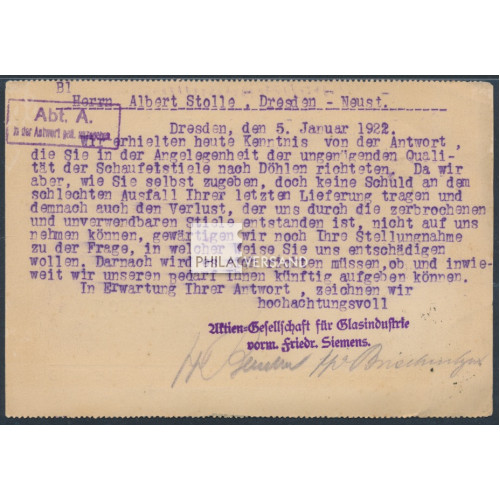 Bl
Herrn Albert Stolle, Dresden - Neust.
Abt. A.
in der Antwort gefl.
Dresden, den 5. Januar 1922.
Wir erhielten heute Kenntnis von der Antwort,
die Sie in der Angelegenheit der ungenügenden Quali-
tät der Schaufelstiele nach Döhlen richteten. Da wir
aber, wie Sie selbst zugeben, doch keine Schuld an dem
schlechten Ausfall Ihrer letzten Lieferung tragen und
demnach auch den Verlust, der uns durch die zerbrochenen
und unverwendbaren Stiele entstanden ist, nicht auf uns
nehmen können, gewärtigen wir noch Ihre Stellungnahme
zu der Frage, in welcher Weise Sie uns entschädigen
wollen. Darnach wird müssen, ob und inwie-
weit wir unseren Bedarf Ihnen künftig aufgeben können.
PHILA VERSAND
In Erwartung Ihrer Antwort, zeichnen wir
hochachtungsvoll
Aktien-Gesellschaft für Glasindustrie
vorm. Friedr. Siemens.